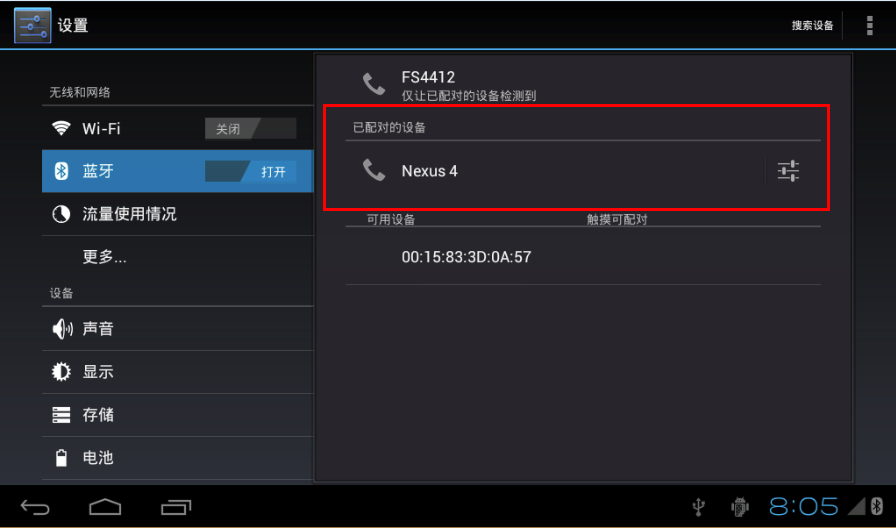 设置
搜索设备
无线和网络
Wi-Fi
关闭
蓝牙
打开
流量使用情况
更多...
设备
声音
显示
存储
电池
FS4412
仅让已配对的设备检测到
已配对的设备
Nexus 4
可用设备 触摸可配对
00:15:83:3D:0A:57
8:05